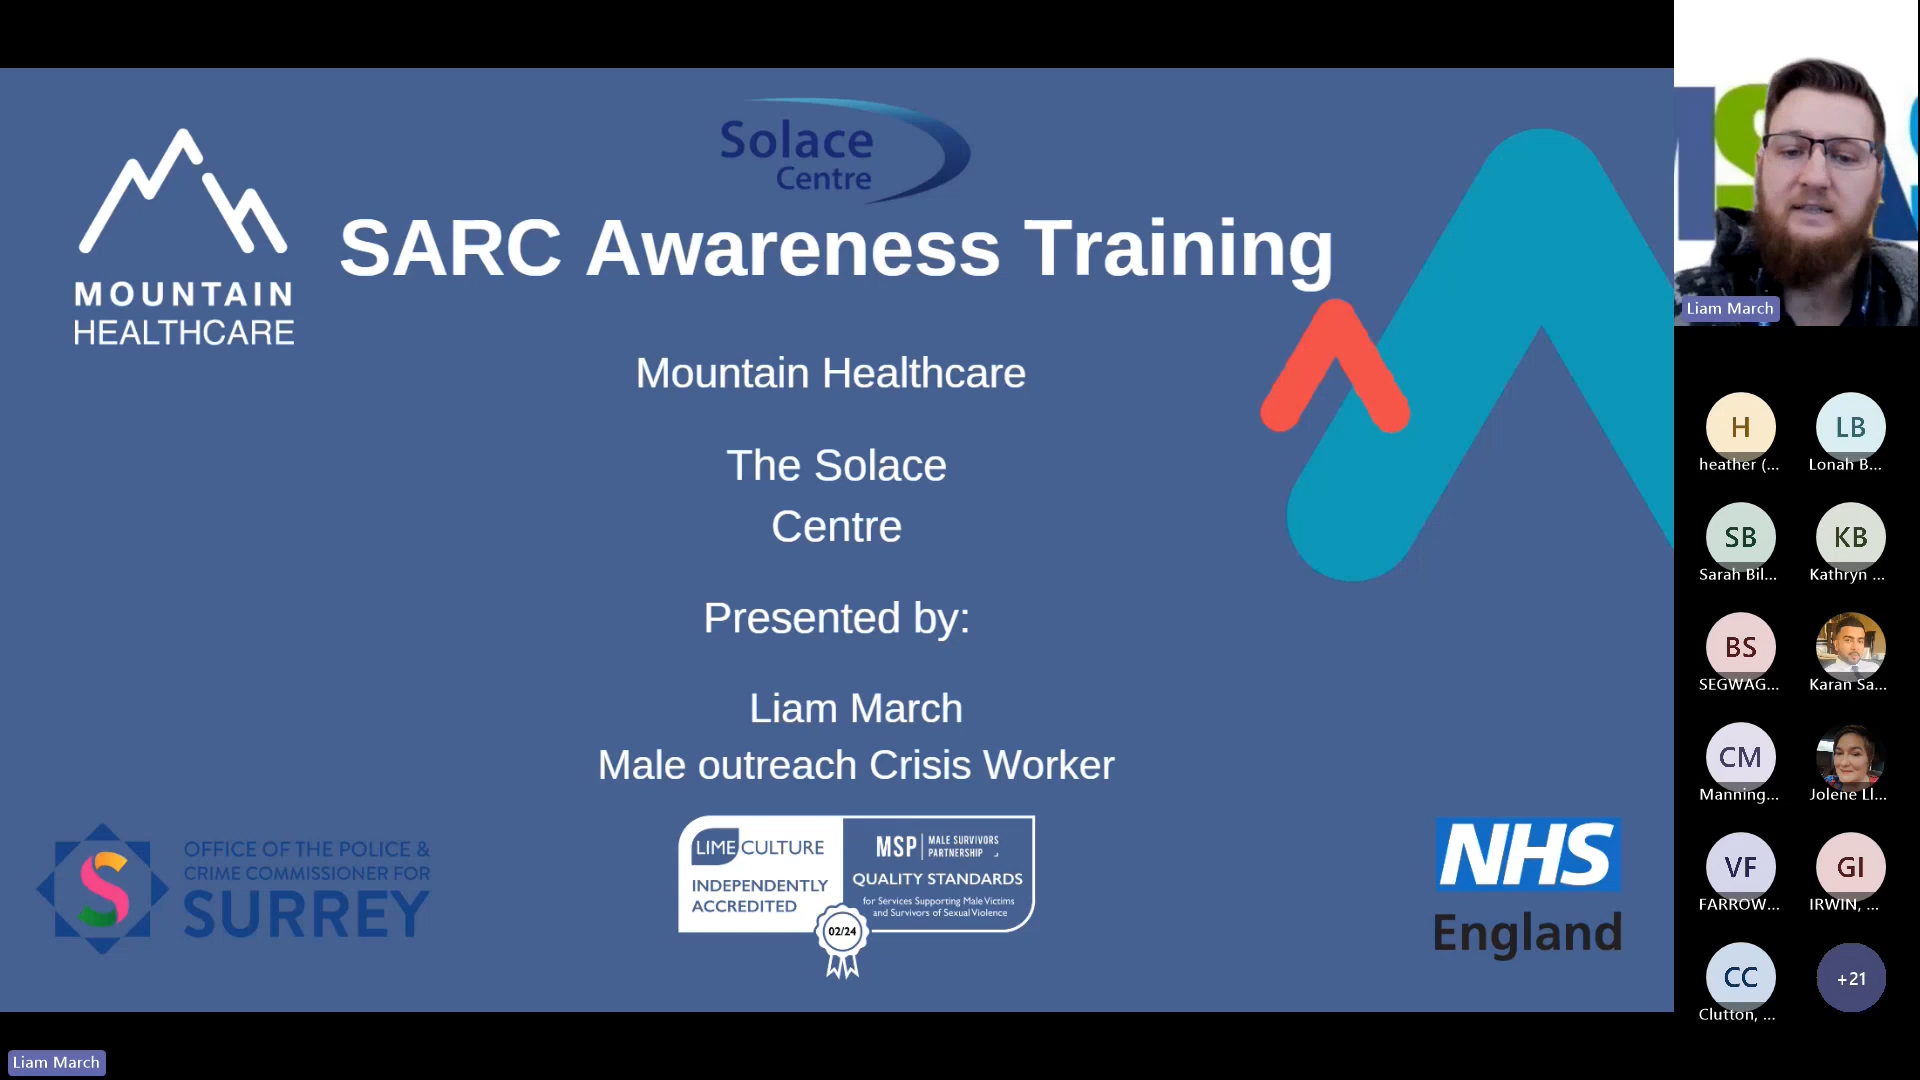 Solace
Centre
MOUNTAIN
HEALTHCARE
SARC Awareness Training
Mountain Healthcare
The Solace
Centre
Presented by:
Liam March
Male outreach Crisis Worker
OFFICE OF THE POLICE &
CRIME COMMISSIONER FOR
SURREY
LIMECULTURE
INDEPENDENTLY
ACCREDITED
MSP MALE SURVIVORS
PARTNERSHIP
QUALITY STANDARDS
for Services Supporting Male Victims
and Survivors of Sexual Violence
02/24
NHS
England
Liam March
Liam March
H
heather (...
LB
Lonah B...
SB
Sarah Bil...
KB
Kathryn ...
BS
SEGWAG...
Karan Sa...
CM
Manning...
Jolene Ll...
VF
FARROW...
GI
IRWIN, ...
CC
Clutton, ...
+21